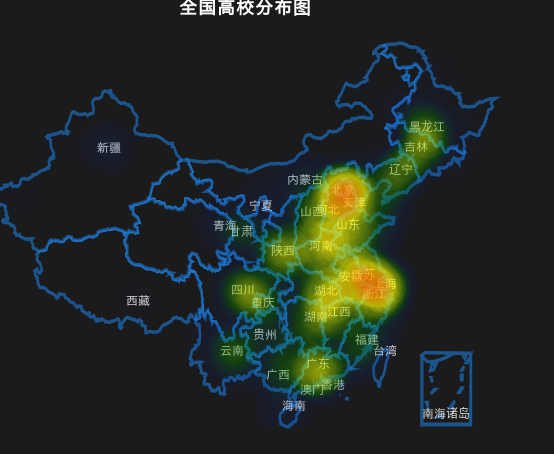 全国高校分布图
黑龙江
吉林
新疆
辽宁
内蒙古
北京
宁夏
天津
山西
河北
青海
甘肃
山东
陕西
河南
安徽
江苏
上海
四川
湖北
浙江
西藏
重庆
湖南
江西
贵州
福建
云南
台湾
广东
广西
香港
澳门
海南
南海诸岛